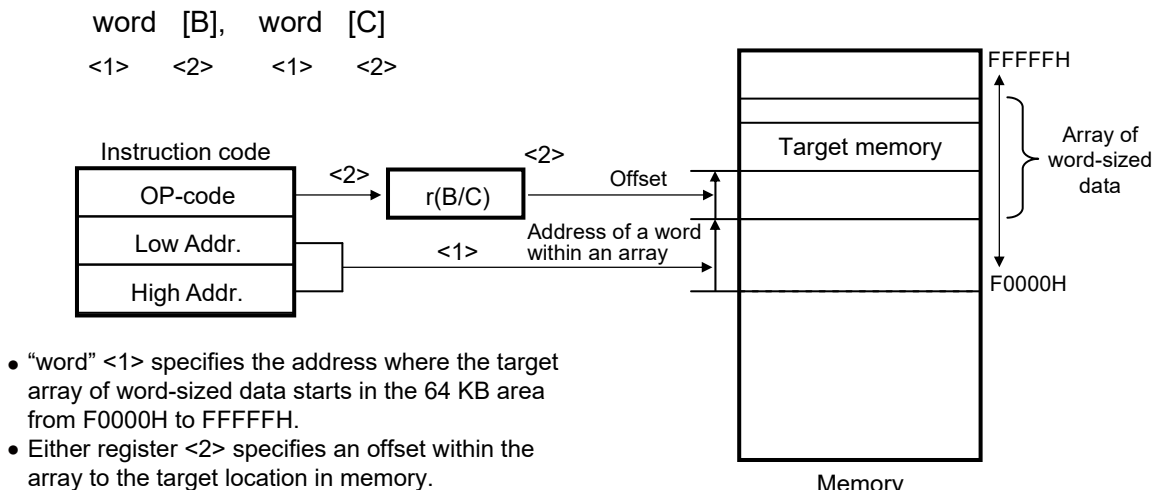 word [B], word [C]
<1> <2> <1> <2>
FFFFFH
Instruction code
<2>
<2>
Target memory
Array of
word-sized
data
OP-code
r(B/C)
Offset
Low Addr.
<1>
Address of a word
within an array
High Addr.
F0000H
• “word” <1> specifies the address where the target
array of word-sized data starts in the 64 KB area
from F0000H to FFFFFH.
• Either register <2> specifies an offset within the
array to the target location in memory.
Memory